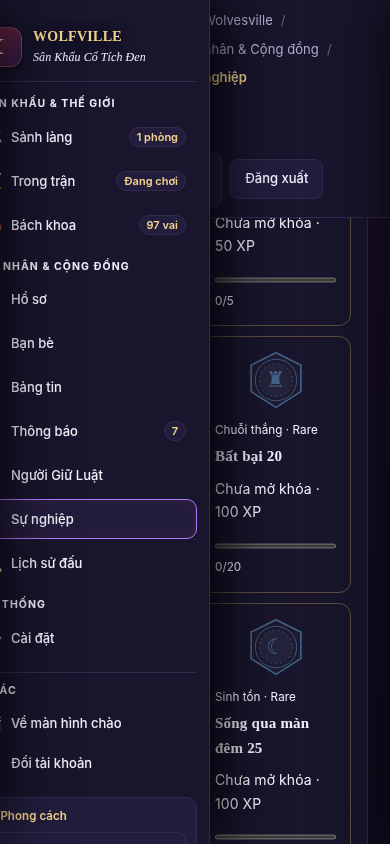 WOLFVILLE
Sân Khấu Cổ Tích Đen
N KHẤU & THẾ GIỚI
Sảnh làng
1 phòng
Trong trận
Đang chơi
Bách khoa
97 vai
NHÂN & CỘNG ĐỒNG
Hồ sơ
Bạn bè
Bảng tin
Thông báo
7
Người Giữ Luật
Sự nghiệp
Lịch sử đấu
THỐNG
Cài đặt
ÁC
Về màn hình chào
Đổi tài khoản
Phong cách
Wolvesville /
hân & Cộng đồng /
ghiệp
Đăng xuất
Chưa mở khóa ·
50 XP
0/5
Chuỗi thắng · Rare
Bất bại 20
Chưa mở khóa ·
100 XP
0/20
Sinh tồn · Rare
Sống qua màn
đêm 25
Chưa mở khóa ·
100 XP